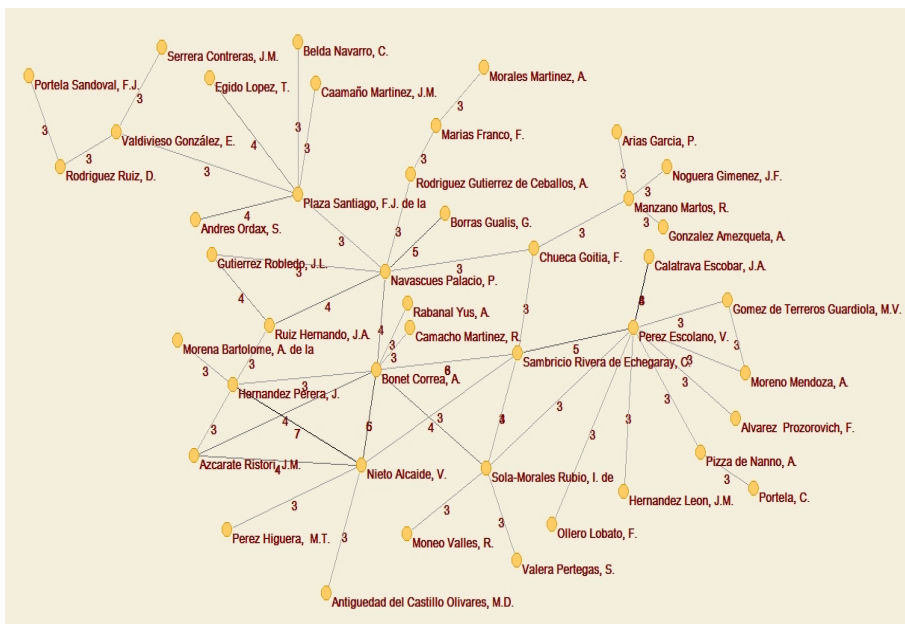 Belda Navarro, C.
Serrera Contreras, J.M.
Portela Sandoval, F.J.
Egido Lopez, T.
Caamaño Martinez, J.M.
Morales Martinez, A.
3
3
3
3
3
Valdivieso González, E.
4
3
Marias Franco, F.
Arias Garcia, P.
3
3
Rodriguez Ruiz, D.
3
3
Noguera Gimenez, J.F.
Rodriguez Gutierrez de Ceballos, A.
3
Plaza Santiago, F.J. de la
Manzano Martos, R.
4
Andres Ordax, S.
Borras Gualis, G.
3
3
3
3
Gonzalez Amezqueta, A.
5
Chueca Goitia, F.
Calatrava Escobar, J.A.
Gutierrez Robledo, J.L.
3
3
Navascues Palacio, P.
4
4
3
Gomez de Terreros Guardiola, M.V.
Rabanal Yus, A.
3
Ruiz Hernando, J.A.
4
Camacho Martinez, R.
3
Perez Escolano, V.
3
Morena Bartolome, A. de la
3
5
3
3
3
3
Sambricio Rivera de Echegaray, C.
3
3
Bonet Correa, A.
Moreno Mendoza, A.
3
Hernandez Perera, J.
3
3
3
3
3
4
6
4
Alvarez Prozorovich, F.
3
7
3
Azcarate Ristori, J.M.
4
Nieto Alcaide, V.
Sola-Morales Rubio, I. de
Pizza de Nanno, A.
3
Portela, C.
Hernandez Leon, J.M.
3
3
3
3
Perez Higuera, M.T.
Moneo Valles, R.
Ollero Lobato, F.
Valera Pertegas, S.
Antiguedad del Castillo Olivares, M.D.